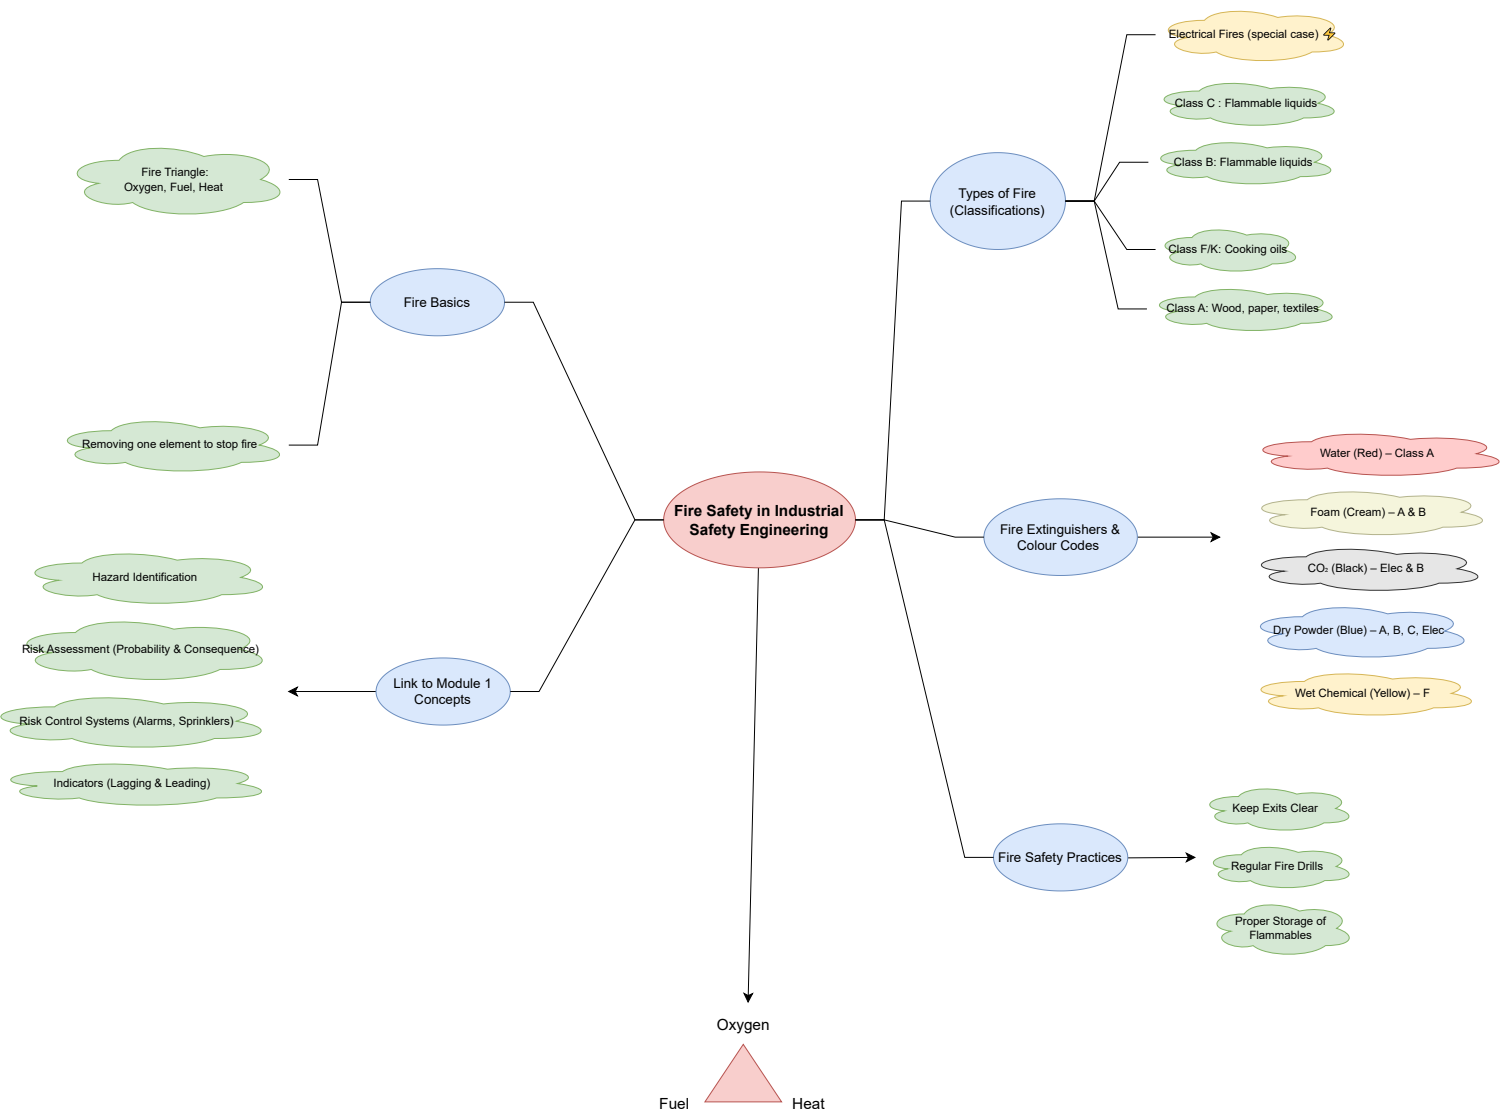 Electrical Fires (special case) ⚡
Class C : Flammable liquids
Class B: Flammable liquids
Class F/K: Cooking oils
Class A: Wood, paper, textiles
Types of Fire
(Classifications)
Fire Triangle:
Oxygen, Fuel, Heat
Fire Basics
Removing one element to stop fire
Fire Safety in Industrial
Safety Engineering
Fire Extinguishers &
Colour Codes
Water (Red) – Class A
Foam (Cream) – A & B
CO₂ (Black) – Elec & B
Dry Powder (Blue) – A, B, C, Elec
Wet Chemical (Yellow) – F
Hazard Identification
Risk Assessment (Probability & Consequence)
Risk Control Systems (Alarms, Sprinklers)
Indicators (Lagging & Leading)
Link to Module 1
Concepts
Fire Safety Practices
Keep Exits Clear
Regular Fire Drills
Proper Storage of
Flammables
Oxygen
Fuel
Heat